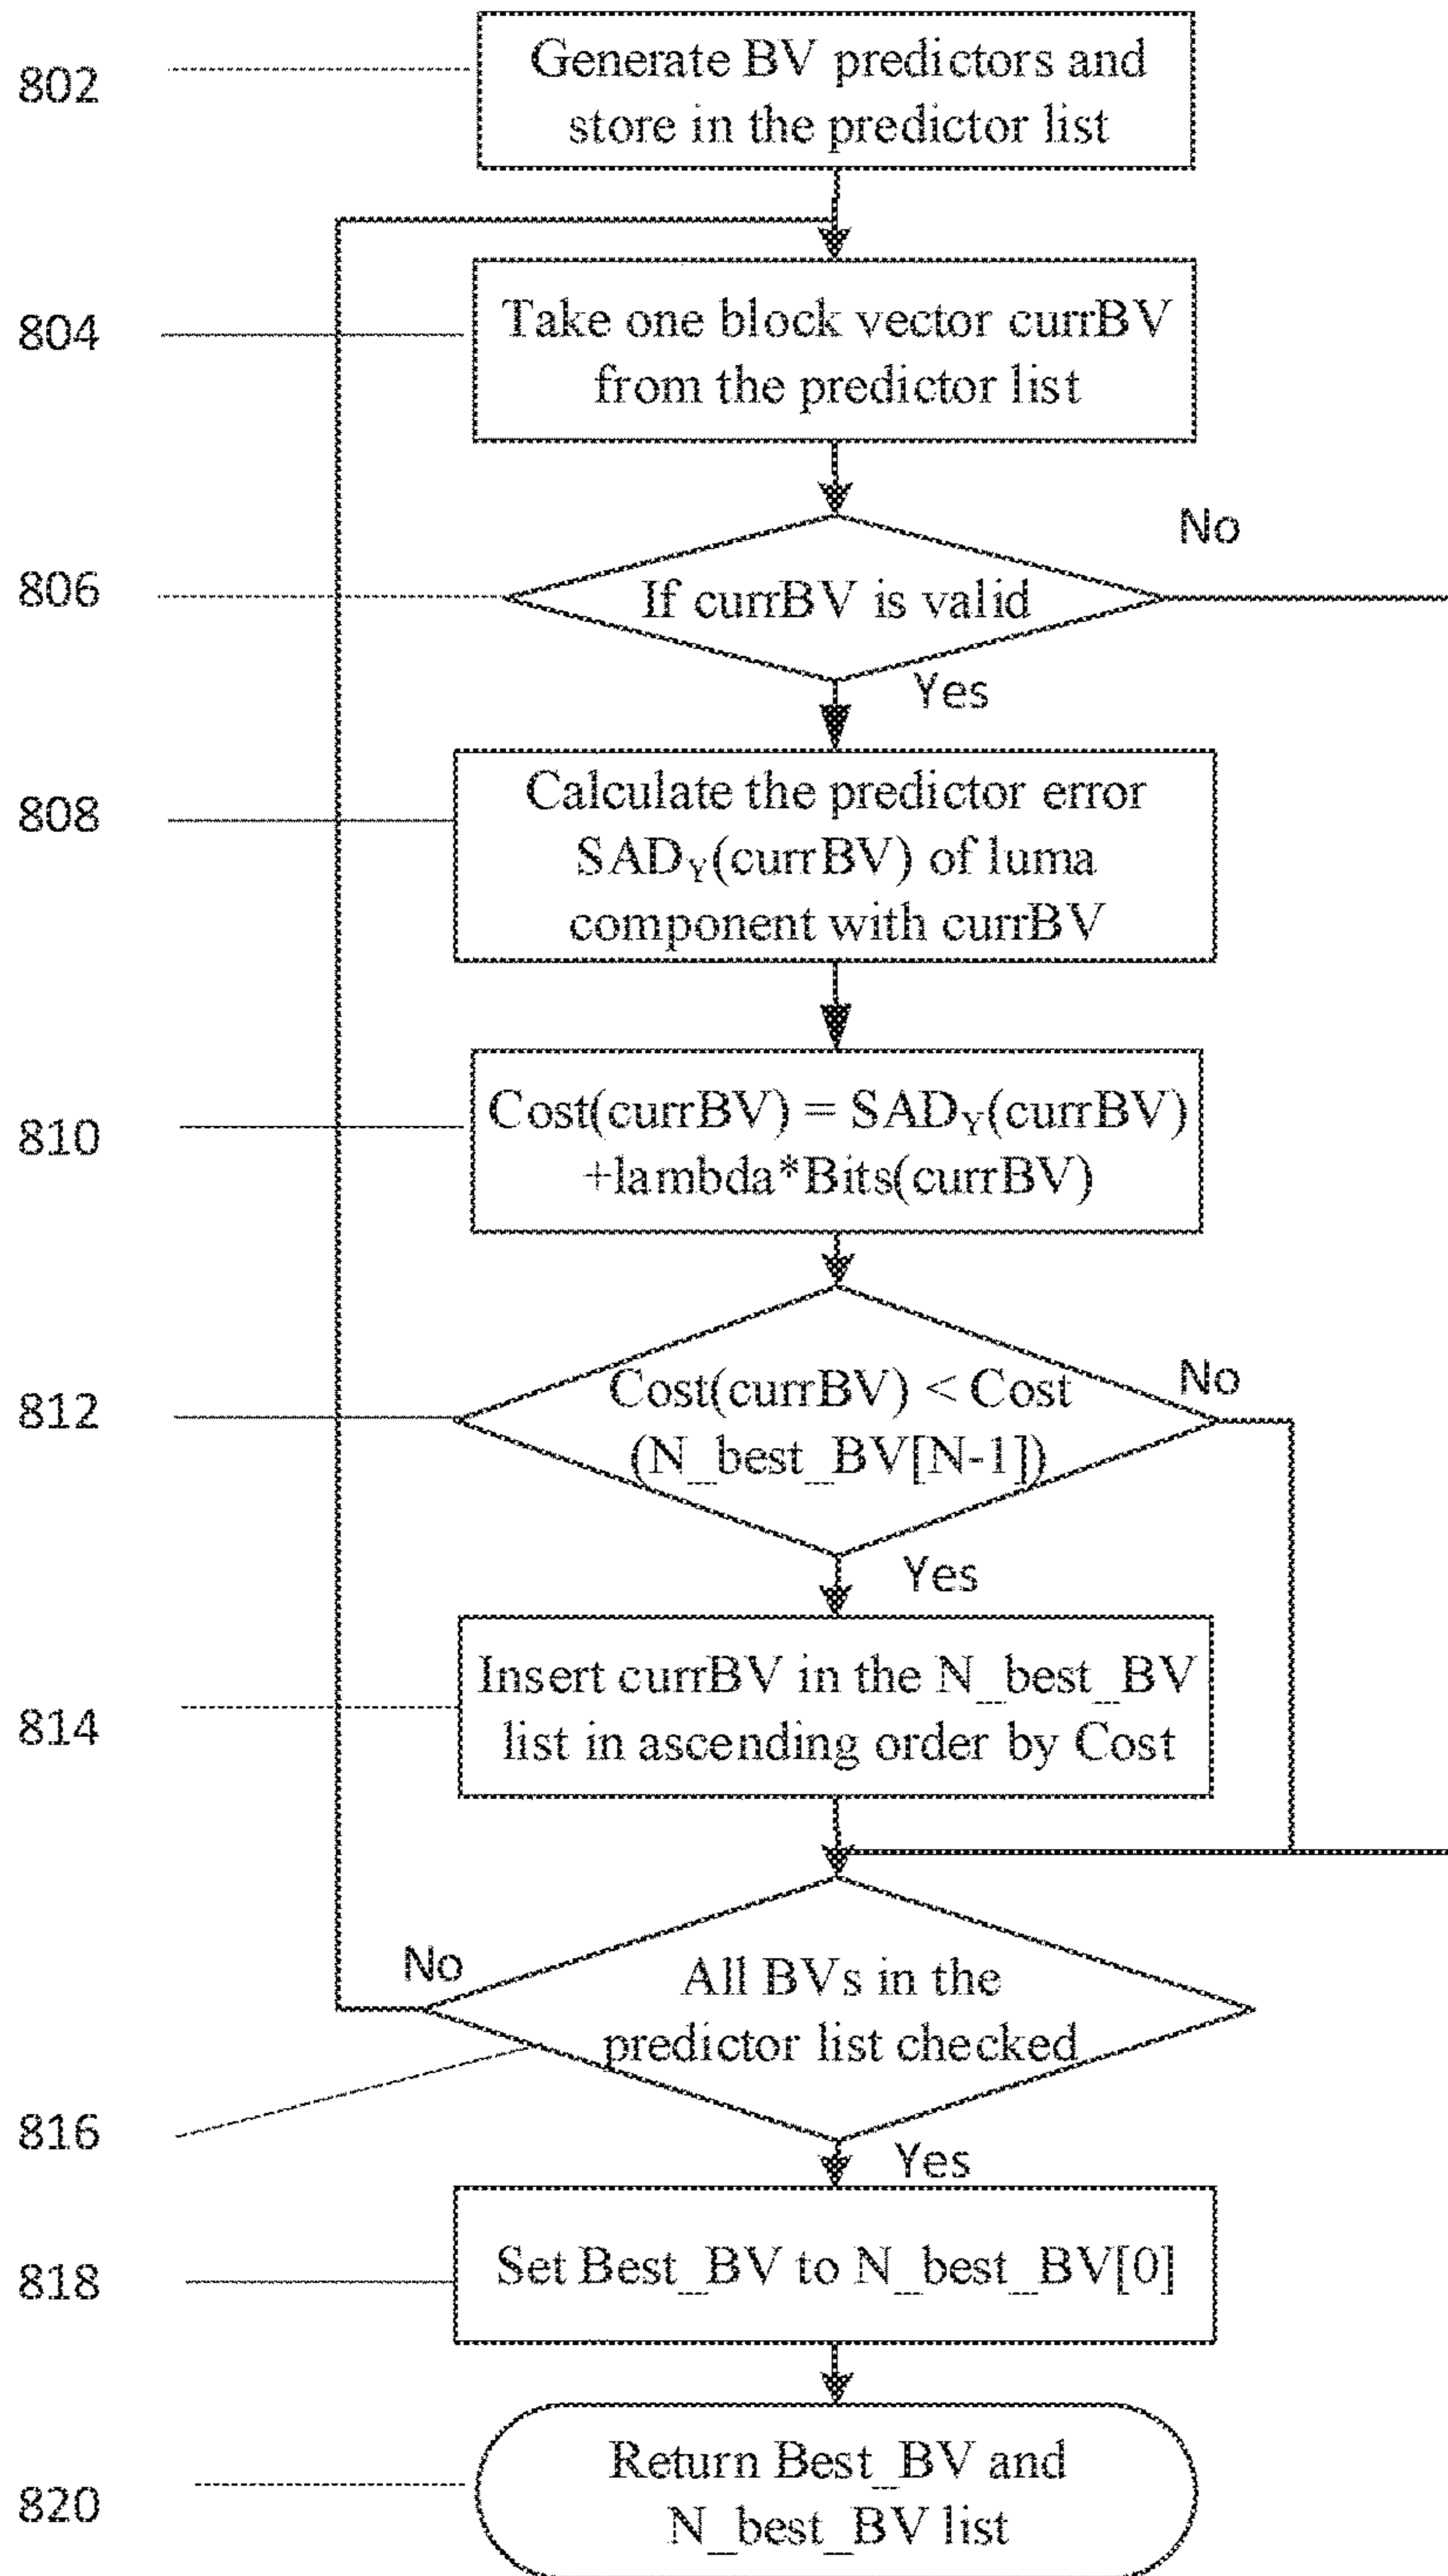 802
Generate BV predictors and
store in the predictor list
804
Take one block vector currBV
from the predictor list
No
806
If currBV is valid
Yes
808
Calculate the predictor error
SADY(currBV) of luma
component with currBV
810
Cost(currBV) = SADY(currBV)
+lambda*Bits(currBV)
812
Cost(currBV) < Cost
(N_best_BV[N-1])
No
Yes
814
Insert currBV in the N_best_BV
list in ascending order by Cost
No
All BVs in the
predictor list checked
816
Yes
818
Set Best_BV to N_best_BV[0]
820
Return Best_BV and
N_best_BV list